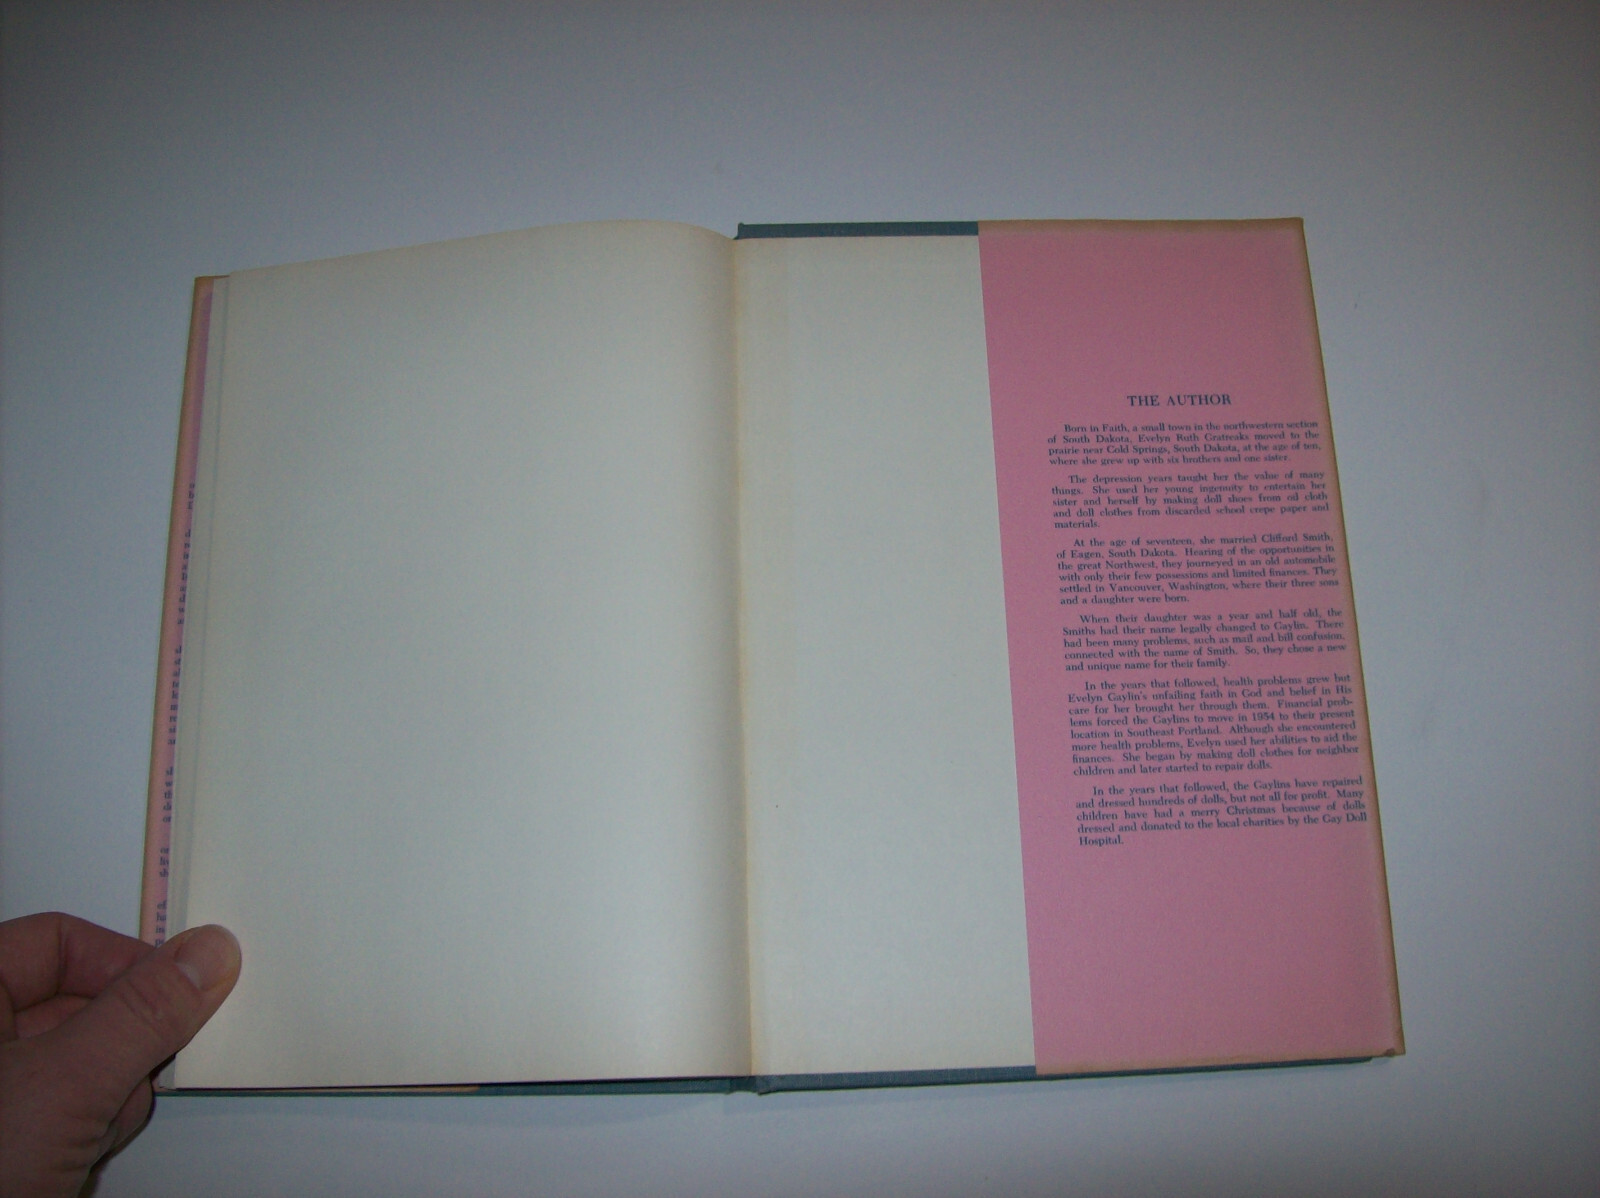 THE AUTHOR
Born in Faith, a small town in the northwestern section
of South Dakota, Evelyn Ruth Gratreaks moved to the
prairie near Cold Springs, South Dakota, at the age of ten,
where she grew up with six brothers and one sister.
The depression years taught her the value of many
things. She used her young ingenuity to entertain her
sister and herself by making doll shoes from oil cloth
and doll clothes from discarded school crepe paper and
materials.
At the age of seventeen, she married Clifford Smith,
of Eagen, South Dakota. Hearing of the opportunities in
the great Northwest, they journeyed in an old automobile
with only their few possessions and limited finances. They
settled in Vancouver, Washington, where their three sons
and a daughter were born.
When their daughter was a year and half old, the
Smiths had their name legally changed to Gaylin. There
had been many problems, such as mail and bill confusion,
connected with the name of Smith. So, they chose a new
and unique name for their family.
In the years that followed, health problems grew but
Evelyn Gaylin's unfailing faith in God and belief in His
care for her brought her through them. Financial prob-
lems forced the Gaylins to move in 1954 to their present
location in Southeast Portland. Although she encountered
more health problems, Evelyn used her abilities to aid the
finances. She began by making doll clothes for neighbor
children and later started to repair dolls.
In the years that followed, the Gaylins have repaired
and dressed hundreds of dolls, but not all for profit. Many
children have had a merry Christmas because of dolls
dressed and donated to the local charities by the Gay Doll
Hospital.